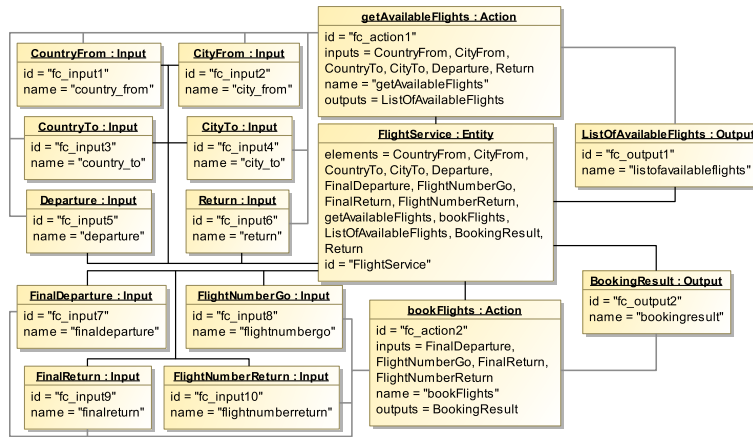 getAvailableFlights : Action
id = "fc_action1"
inputs = CountryFrom, CityFrom,
CountryTo, CityTo, Departure, Return
name = "getAvailableFlights"
outputs = ListOfAvailableFlights
CountryFrom : Input
id = "fc_input1"
name = "country_from"
CityFrom : Input
id = "fc_input2"
name = "city_from"
CountryTo : Input
id = "fc_input3"
name = "country_to"
CityTo : Input
id = "fc_input4"
name = "city_to"
FlightService : Entity
elements = CountryFrom, CityFrom,
CountryTo, CityTo, Departure,
FinalDeparture, FlightNumberGo,
FinalReturn, FlightNumberReturn,
getAvailableFlights, bookFlights,
ListOfAvailableFlights, BookingResult,
Return
id = "FlightService"
ListOfAvailableFlights : Output
id = "fc_output1"
name = "listofavailableflights"
Departure : Input
id = "fc_input5"
name = "departure"
Return : Input
id = "fc_input6"
name = "return"
FinalDeparture : Input
id = "fc_input7"
name = "finaldeparture"
FlightNumberGo : Input
id = "fc_input8"
name = "flightnumbergo"
BookingResult : Output
id = "fc_output2"
name = "bookingresult"
bookFlights : Action
id = "fc_action2"
inputs = FinalDeparture,
FlightNumberGo, FinalReturn,
FlightNumberReturn
name = "bookFlights"
outputs = BookingResult
FinalReturn : Input
id = "fc_input9"
name = "finalreturn"
FlightNumberReturn : Input
id = "fc_input10"
name = "flightnumberreturn"